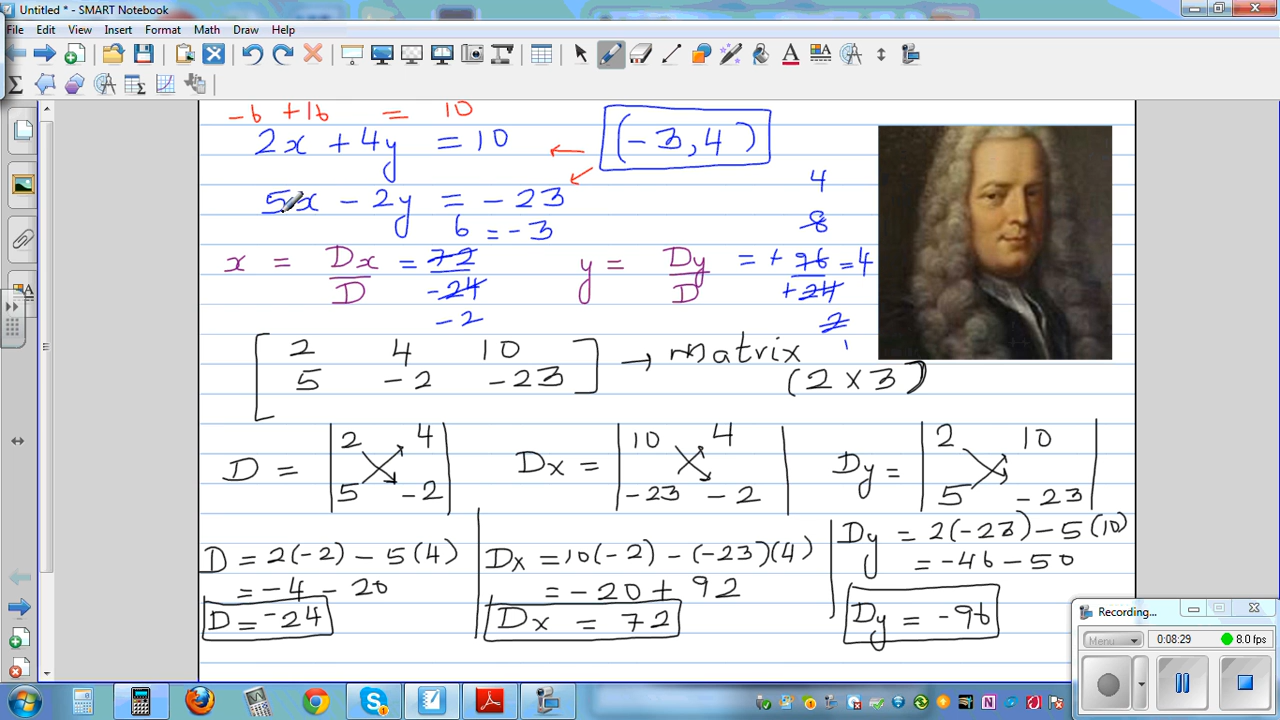 Untitled * - SMART Notebook
File Edit View Insert Format Math Draw Help
-6 +16 = 10
2x + 4y = 10
(-3,4)
5x - 2y = -23
6 = -3
x = Dx/D = 72/-24
-2
4
8
y = Dy/D = + 96/+24 = 4
2
1
[ 2 4 10 ] → Matrix
[ 5 -2 -23 ] (2 x 3)
D = | 2 4 |
| 5 -2 |
Dx = | 10 4 |
| -23 -2 |
Dy = | 2 10 |
| 5 -23 |
D = 2(-2) - 5(4)
= -4 - 20
D = -24
Dx = 10(-2) - (-23)(4)
= -20 + 92
Dx = 72
Dy = 2(-23) - 5(10)
= -46 - 50
Dy = -96
Recording...
Menu
0:08:29
8.0 fps